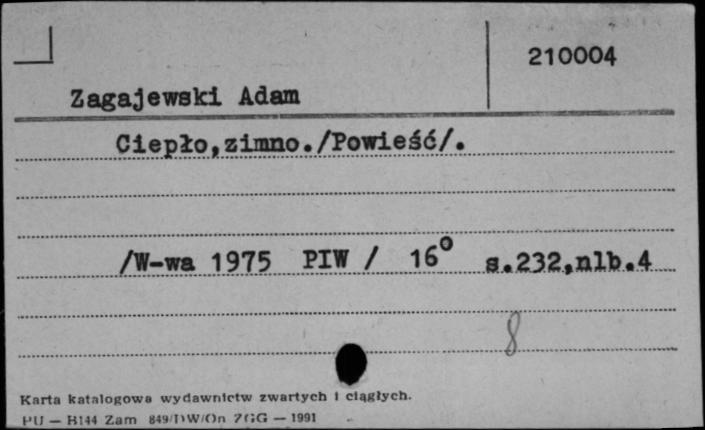 210004
Zagajewski Adam
Ciepło,zimno./Powieść/.
/W-wa 1975 PIW / 16° s.232,nlb.4
8
Karta katalogowa wydawnictw zwartych i ciągłych.
PU — B144 Zam 849/DW/On ZGG — 1991